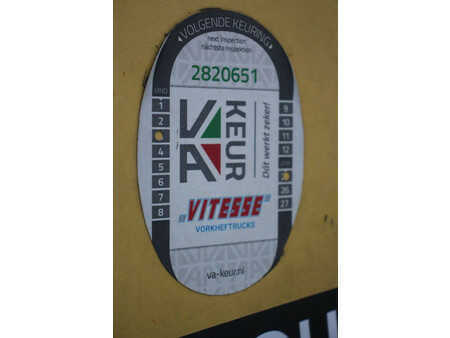 VOLGENDE KEURING
next inspection
nächste Inspektion
2820651
MND
1
2
4
5
6
7
8
9
10
11
12
26
27
VA
KEUR
Dát werkt zeker!
VITESSE
VORKHEFTRUCKS
va-keur.nl